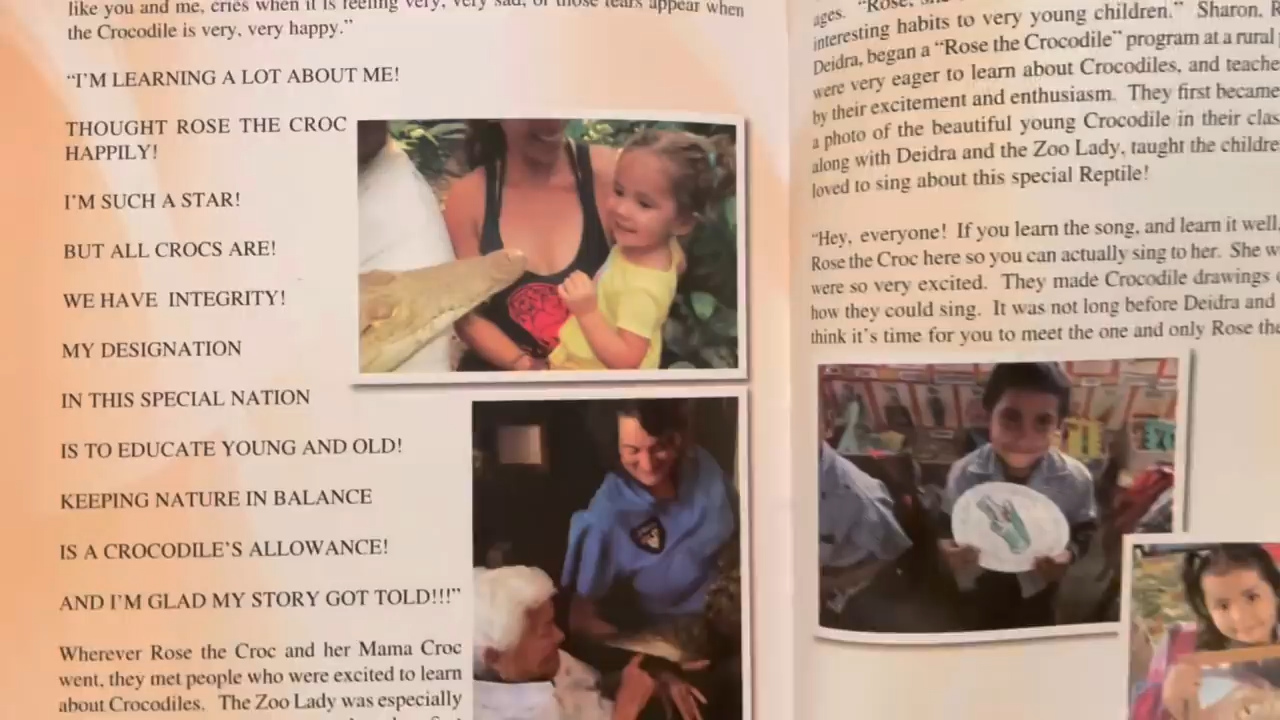 like you and me, cries when it is feeling very, very sad, or those tears appear when
the Crocodile is very, very happy.”
“I’M LEARNING A LOT ABOUT ME!
THOUGHT ROSE THE CROC
HAPPILY!
I’M SUCH A STAR!
BUT ALL CROCS ARE!
WE HAVE INTEGRITY!
MY DESIGNATION
IN THIS SPECIAL NATION
IS TO EDUCATE YOUNG AND OLD!
KEEPING NATURE IN BALANCE
IS A CROCODILE’S ALLOWANCE!
AND I’M GLAD MY STORY GOT TOLD!!!”
Wherever Rose the Croc and her Mama Croc
went, they met people who were excited to learn
about Crocodiles. The Zoo Lady was especially
ages. “Rose,
interesting habits to very young children.” Sharon,
Deidra, began a “Rose the Crocodile” program at a rural
were very eager to learn about Crocodiles, and
by their excitement and enthusiasm. They first became
a photo of the beautiful young Crocodile in their
along with Deidra and the Zoo Lady, taught the
loved to sing about this special Reptile!
“Hey, everyone! If you learn the song, and learn it well,
Rose the Croc here so you can actually sing to her. She
were so very excited. They made Crocodile drawings
how they could sing. It was not long before Deidra and
think it’s time for you to meet the one and only Rose the